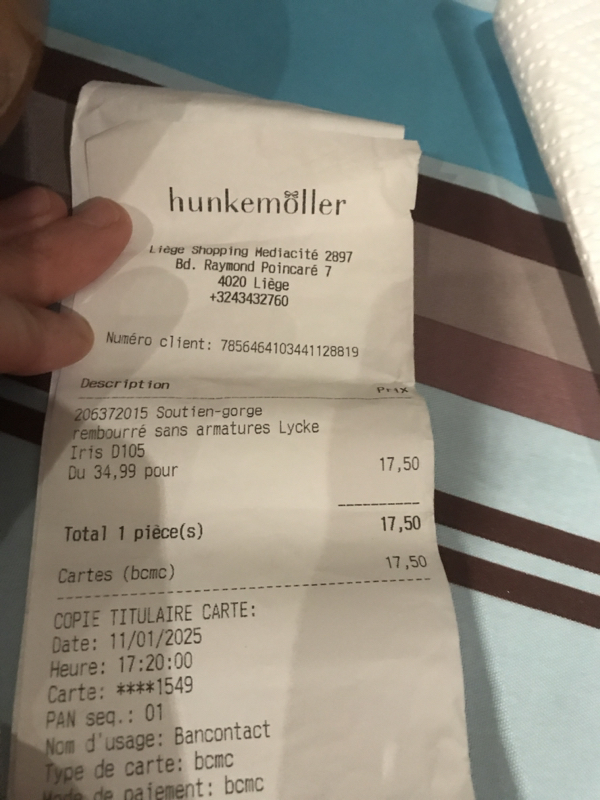 hunkemöller
Liège Shopping Mediacité 2897
Bd. Raymond Poincaré 7
4020 Liège
+3243432760
Numéro client: 7856464103441128819
Description Prix
206372015 Soutien-gorge
rembourré sans armatures Lycke
Iris D105
Du 34,99 pour 17,50
Total 1 pièce(s) 17,50
Cartes (bcmc) 17,50
COPIE TITULAIRE CARTE:
Date: 11/01/2025
Heure: 17:20:00
Carte: ****1549
PAN seq.: 01
Nom d'usage: Bancontact
Type de carte: bcmc
Mode de paiement: bcmc